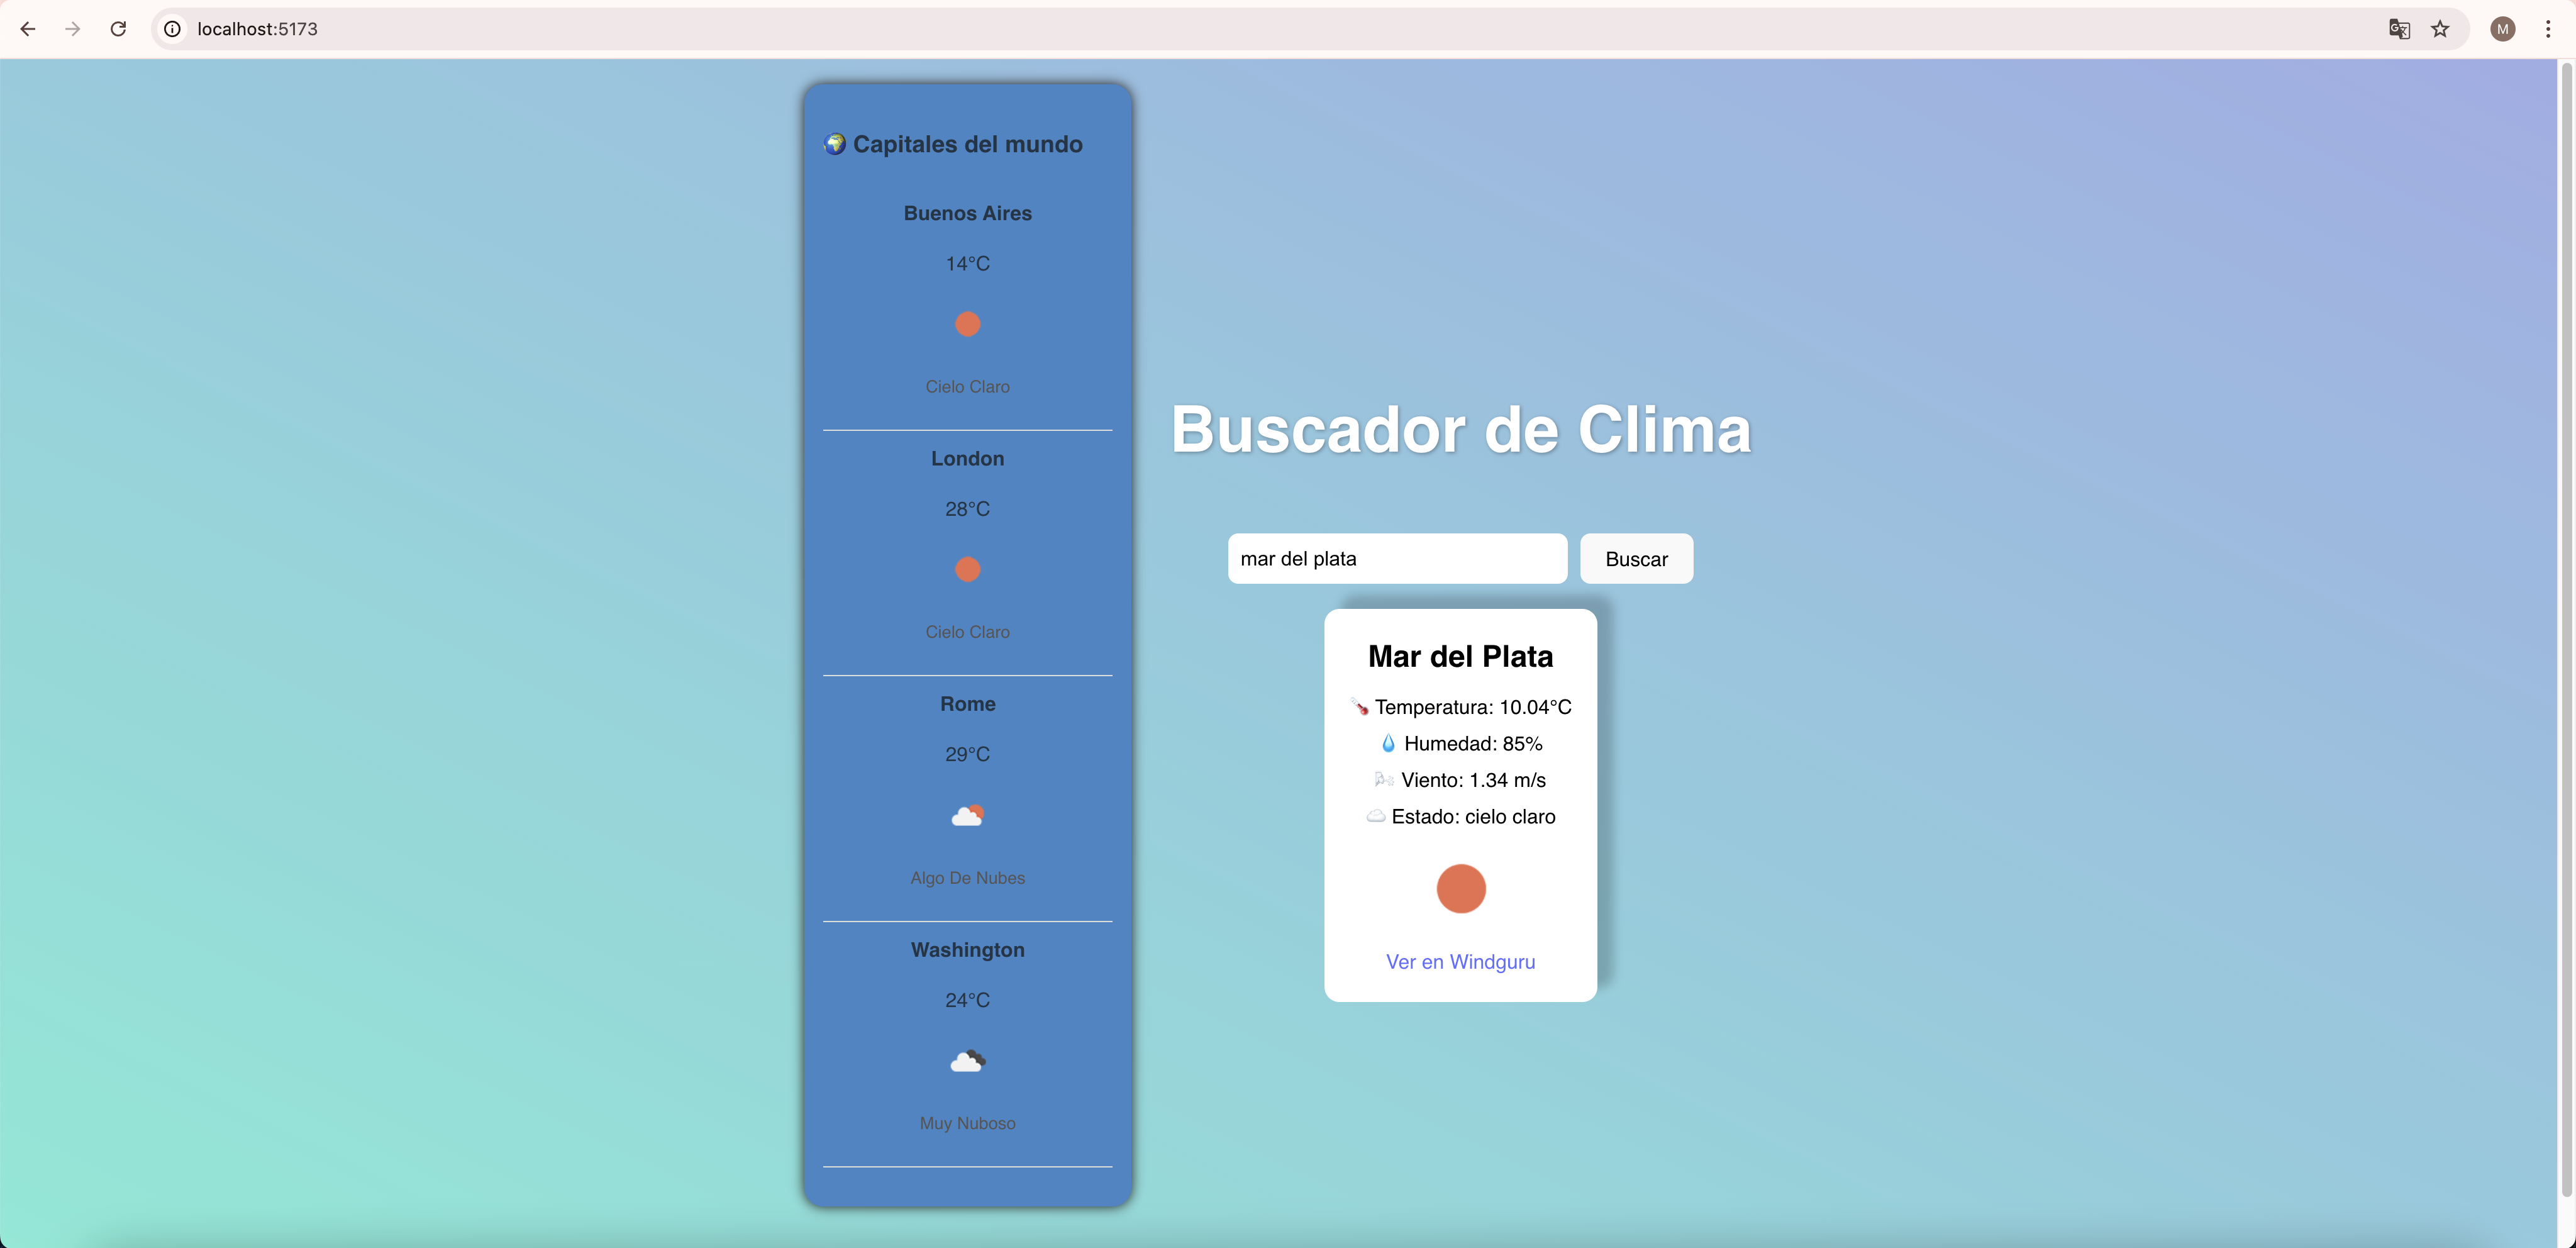 localhost:5173
M
🌍 Capitales del mundo
Buenos Aires
14°C
Cielo Claro
London
28°C
Cielo Claro
Rome
29°C
Algo De Nubes
Washington
24°C
Muy Nuboso
Buscador de Clima
mar del plata
Buscar
Mar del Plata
🌡️ Temperatura: 10.04°C
💧 Humedad: 85%
🌬️ Viento: 1.34 m/s
☁️ Estado: cielo claro
Ver en Windguru